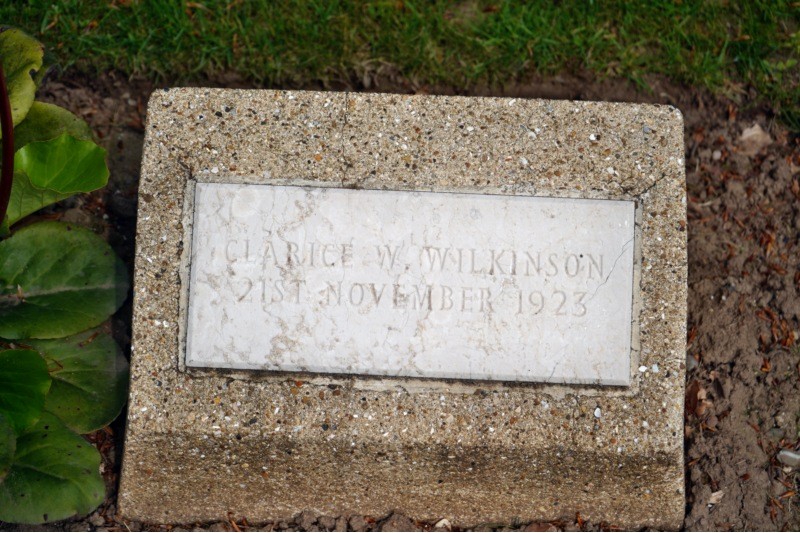 CLARICE W. WILKINSON
21ST NOVEMBER 1923